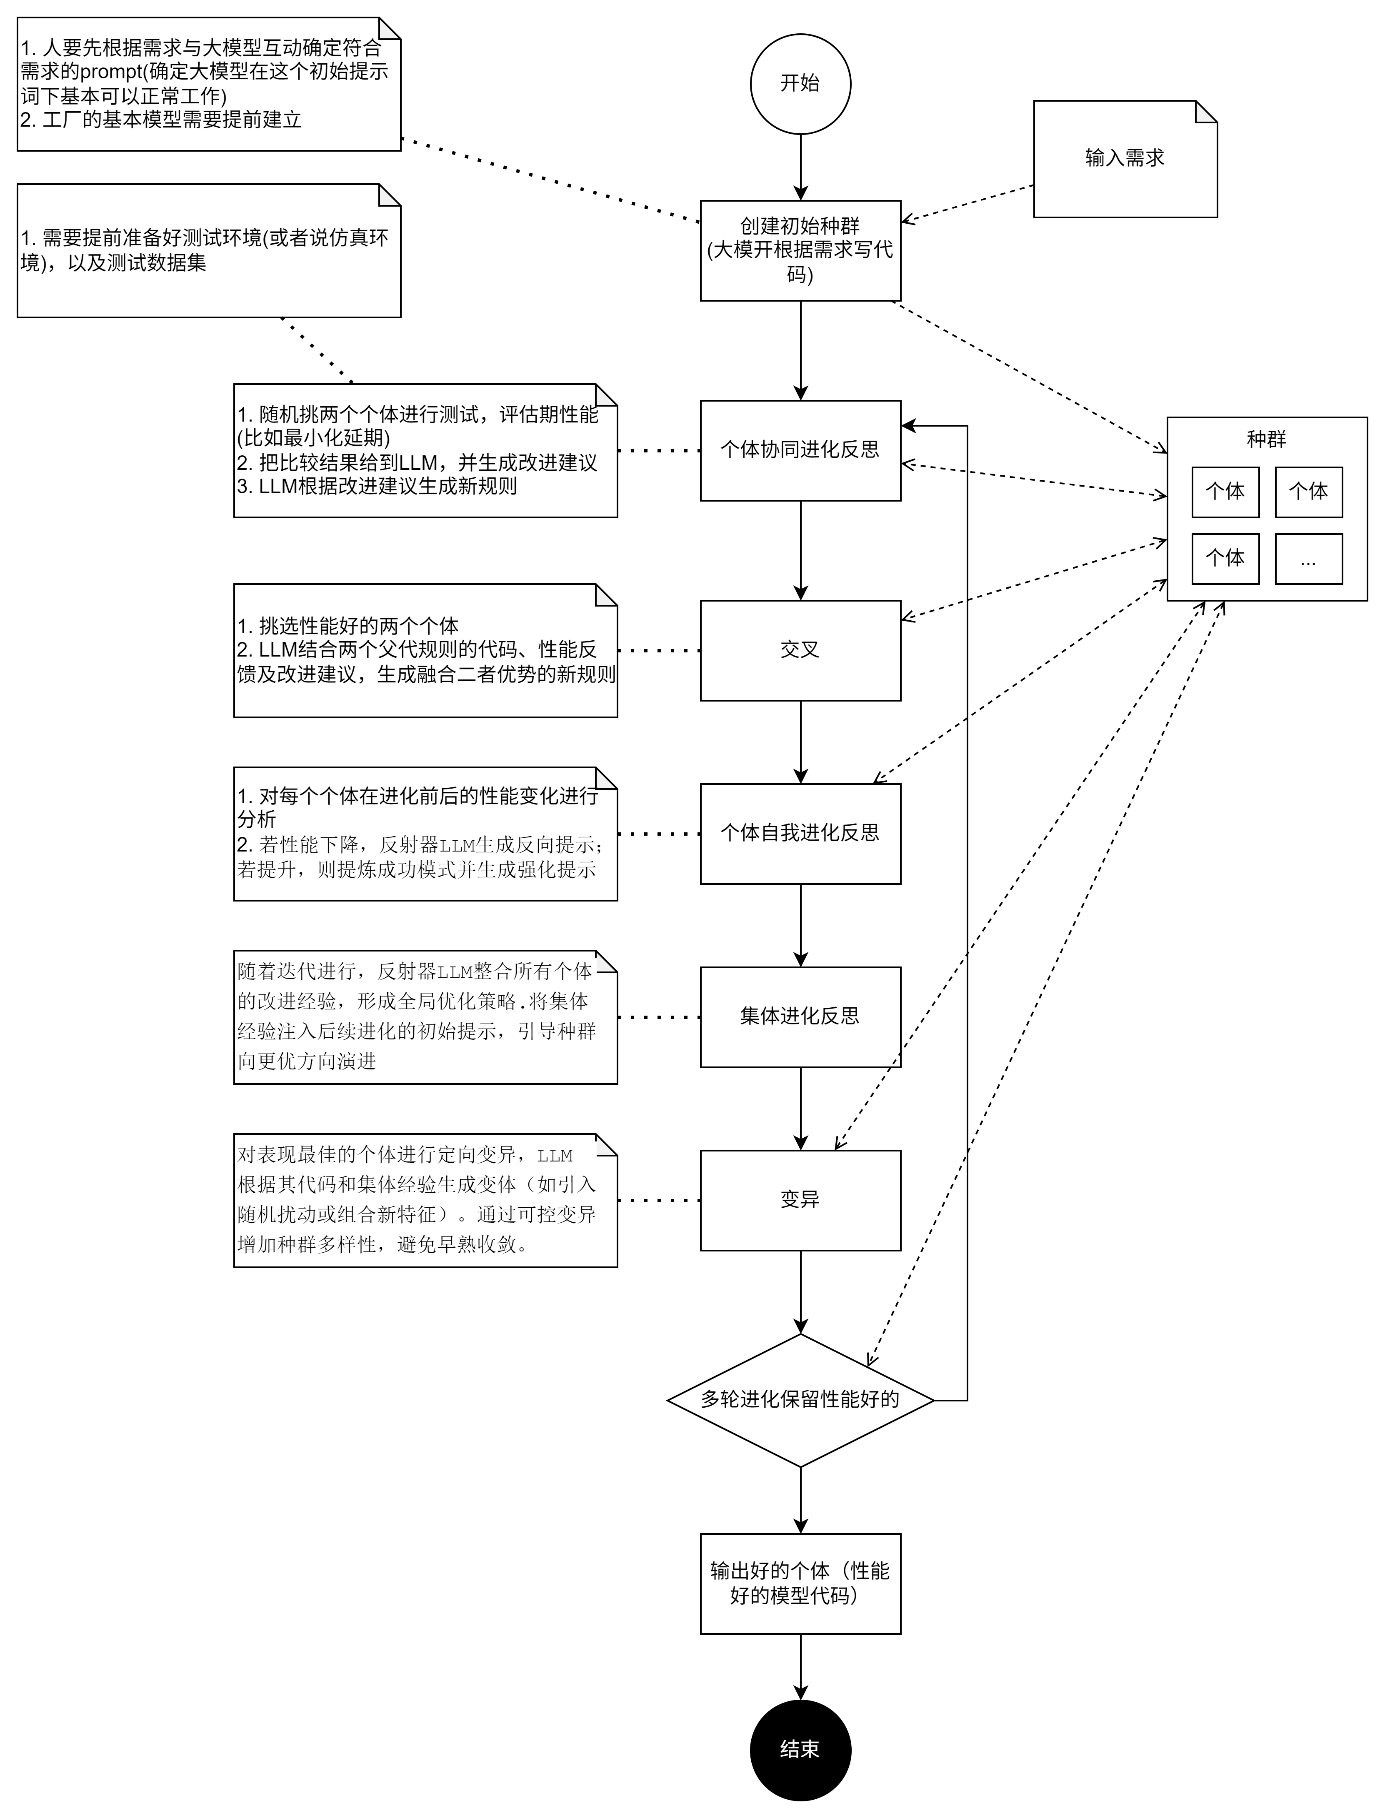 1. 人要先根据需求与大模型互动确定符合
需求的prompt(确定大模型在这个初始提示
词下基本可以正常工作)
2. 工厂的基本模型需要提前建立
开始
输入需求
1. 需要提前准备好测试环境(或者说仿真环
境)，以及测试数据集
创建初始种群
(大模开根据需求写代
码)
1. 随机挑两个个体进行测试，评估期性能
(比如最小化延期)
2. 把比较结果给到LLM，并生成改进建议
3. LLM根据改进建议生成新规则
个体协同进化反思
种群
个体
个体
个体
...
1. 挑选性能好的两个个体
2. LLM结合两个父代规则的代码、性能反
馈及改进建议，生成融合二者优势的新规则
交叉
1. 对每个个体在进化前后的性能变化进行
分析
2. 若性能下降，反射器LLM生成反向提示；
若提升，则提炼成功模式并生成强化提示
个体自我进化反思
随着迭代进行，反射器LLM整合所有个体
的改进经验，形成全局优化策略.将集体
经验注入后续进化的初始提示，引导种群
向更优方向演进
集体进化反思
对表现最佳的个体进行定向变异，LLM
根据其代码和集体经验生成变体（如引入
随机扰动或组合新特征）。通过可控变异
增加种群多样性，避免早熟收敛。
变异
多轮进化保留性能好的
输出好的个体（性能
好的模型代码）
结束